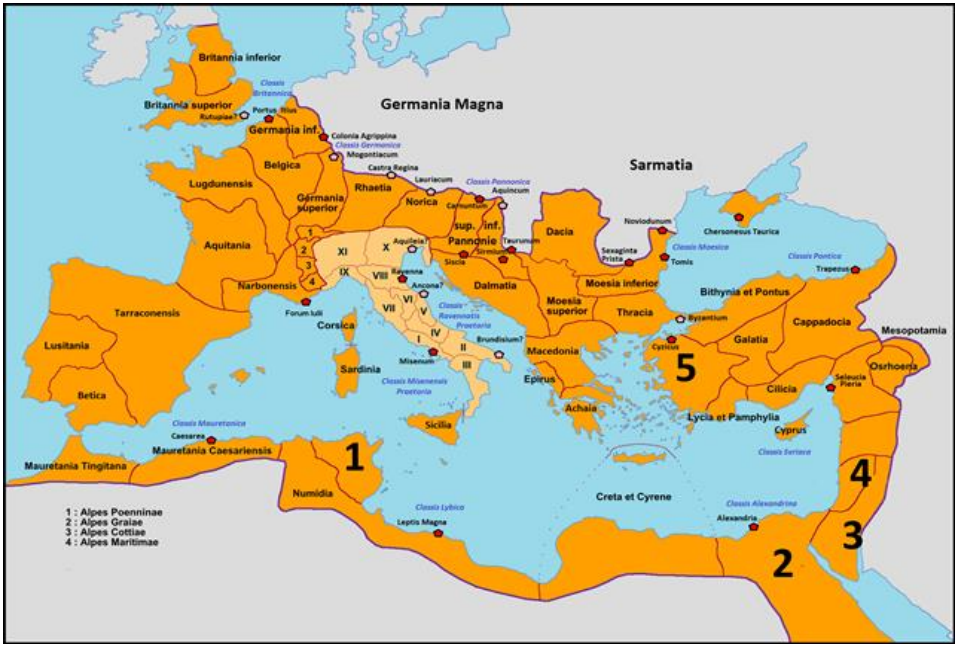 Britannia inferior
Classis
Britannica
Britannia superior
Rutupiae?
Portus Itius
Germania Magna
Germania inf.
Colonia Agrippina
Classis Germanica
Mogontiacum
Belgica
Castra Regina
Sarmatia
Lugdunensis
Germania
superior
Rhaetia
Lauriacum
Classis Pannonica
Aquincum
Norica
Carnuntum
sup.
inf.
Pannonie
Dacia
Noviodunum
Chersonesus Taurica
1
2
3
4
XI
X
Aquileia?
Taurunum
Sirmium
Siscia
Sexaginta
Prista
Classis Moesica
Tomis
Classis Pontica
Trapezus
Aquitania
Narbonensis
IX
VIII
Ravenna
Ancona?
Dalmatia
Moesia inferior
Bithynia et Pontus
Tarraconensis
Forum Iulii
Corsica
VII
VI
V
IV
I
II
III
Classis
Ravennatis
Praetoria
Moesia
superior
Thracia
Byzantium
Cappadocia
Mesopotamia
Brundisium?
Misenum
Cyzicus
Galatia
Lusitania
Sardinia
Classis Misenensis
Praetoria
Macedonia
Epirus
5
Osrhoena
Seleucia
Pieria
Cilicia
Betica
Achaia
Lycia et Pamphylia
Sicilia
Cyprus
Classis Mauretanica
Caesarea
Mauretania Caesariensis
Mauretania Tingitana
1
Classis Seriaca
4
Numidia
Creta et Cyrene
Classis Lybica
Leptis Magna
Classis Alexandrina
Alexandria
3
2
1 : Alpes Poenninae
2 : Alpes Graiae
3 : Alpes Cottiae
4 : Alpes Maritimae